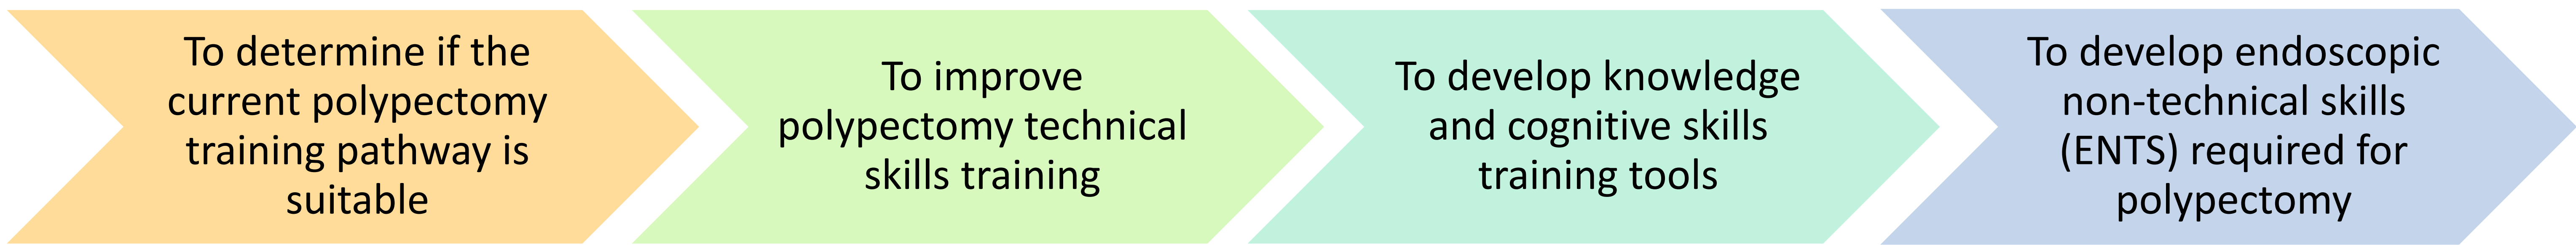 To determine if the
current polypectomy
training pathway is
suitable
To improve
polypectomy technical
skills training
To develop knowledge
and cognitive skills
training tools
To develop endoscopic
non-technical skills
(ENTS) required for
polypectomy